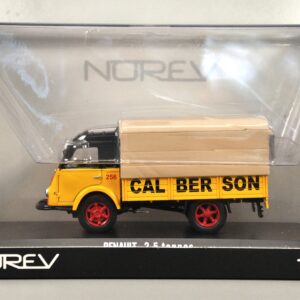 NOREV
256
CAL BER SON
RENAULT 2,5 tonnes
NOREV